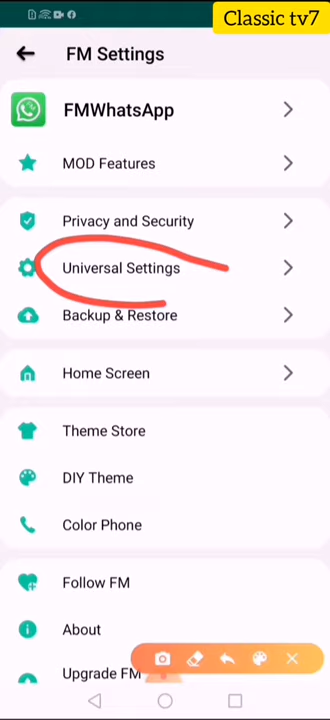 Classic tv7
FM Settings
FMWhatsApp
MOD Features
Privacy and Security
Universal Settings
Backup & Restore
Home Screen
Theme Store
DIY Theme
Color Phone
Follow FM
About
Upgrade FM